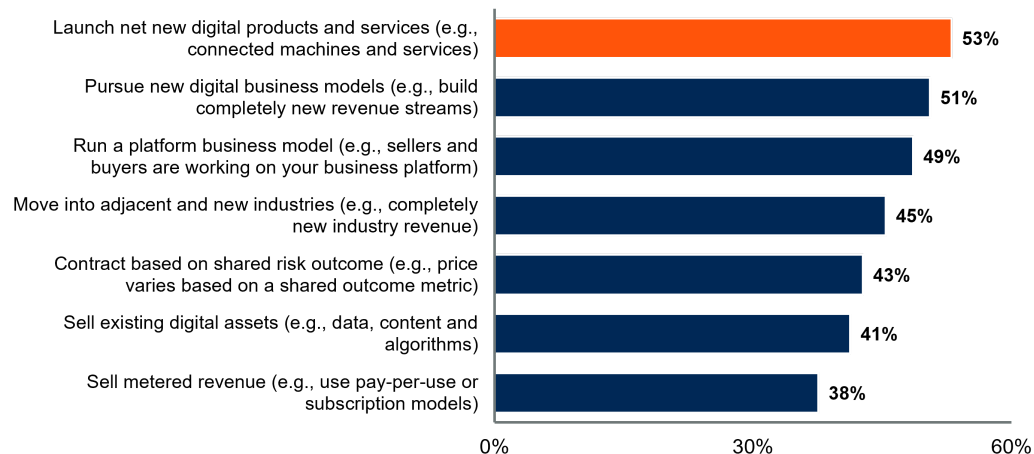 Launch net new digital products and services (e.g.,
connected machines and services)
53%
Pursue new digital business models (e.g., build
completely new revenue streams)
51%
Run a platform business model (e.g., sellers and
buyers are working on your business platform)
49%
Move into adjacent and new industries (e.g., completely
new industry revenue)
45%
Contract based on shared risk outcome (e.g., price
varies based on a shared outcome metric)
43%
Sell existing digital assets (e.g., data, content and
algorithms)
41%
Sell metered revenue (e.g., use pay-per-use or
subscription models)
38%
0%
30%
60%